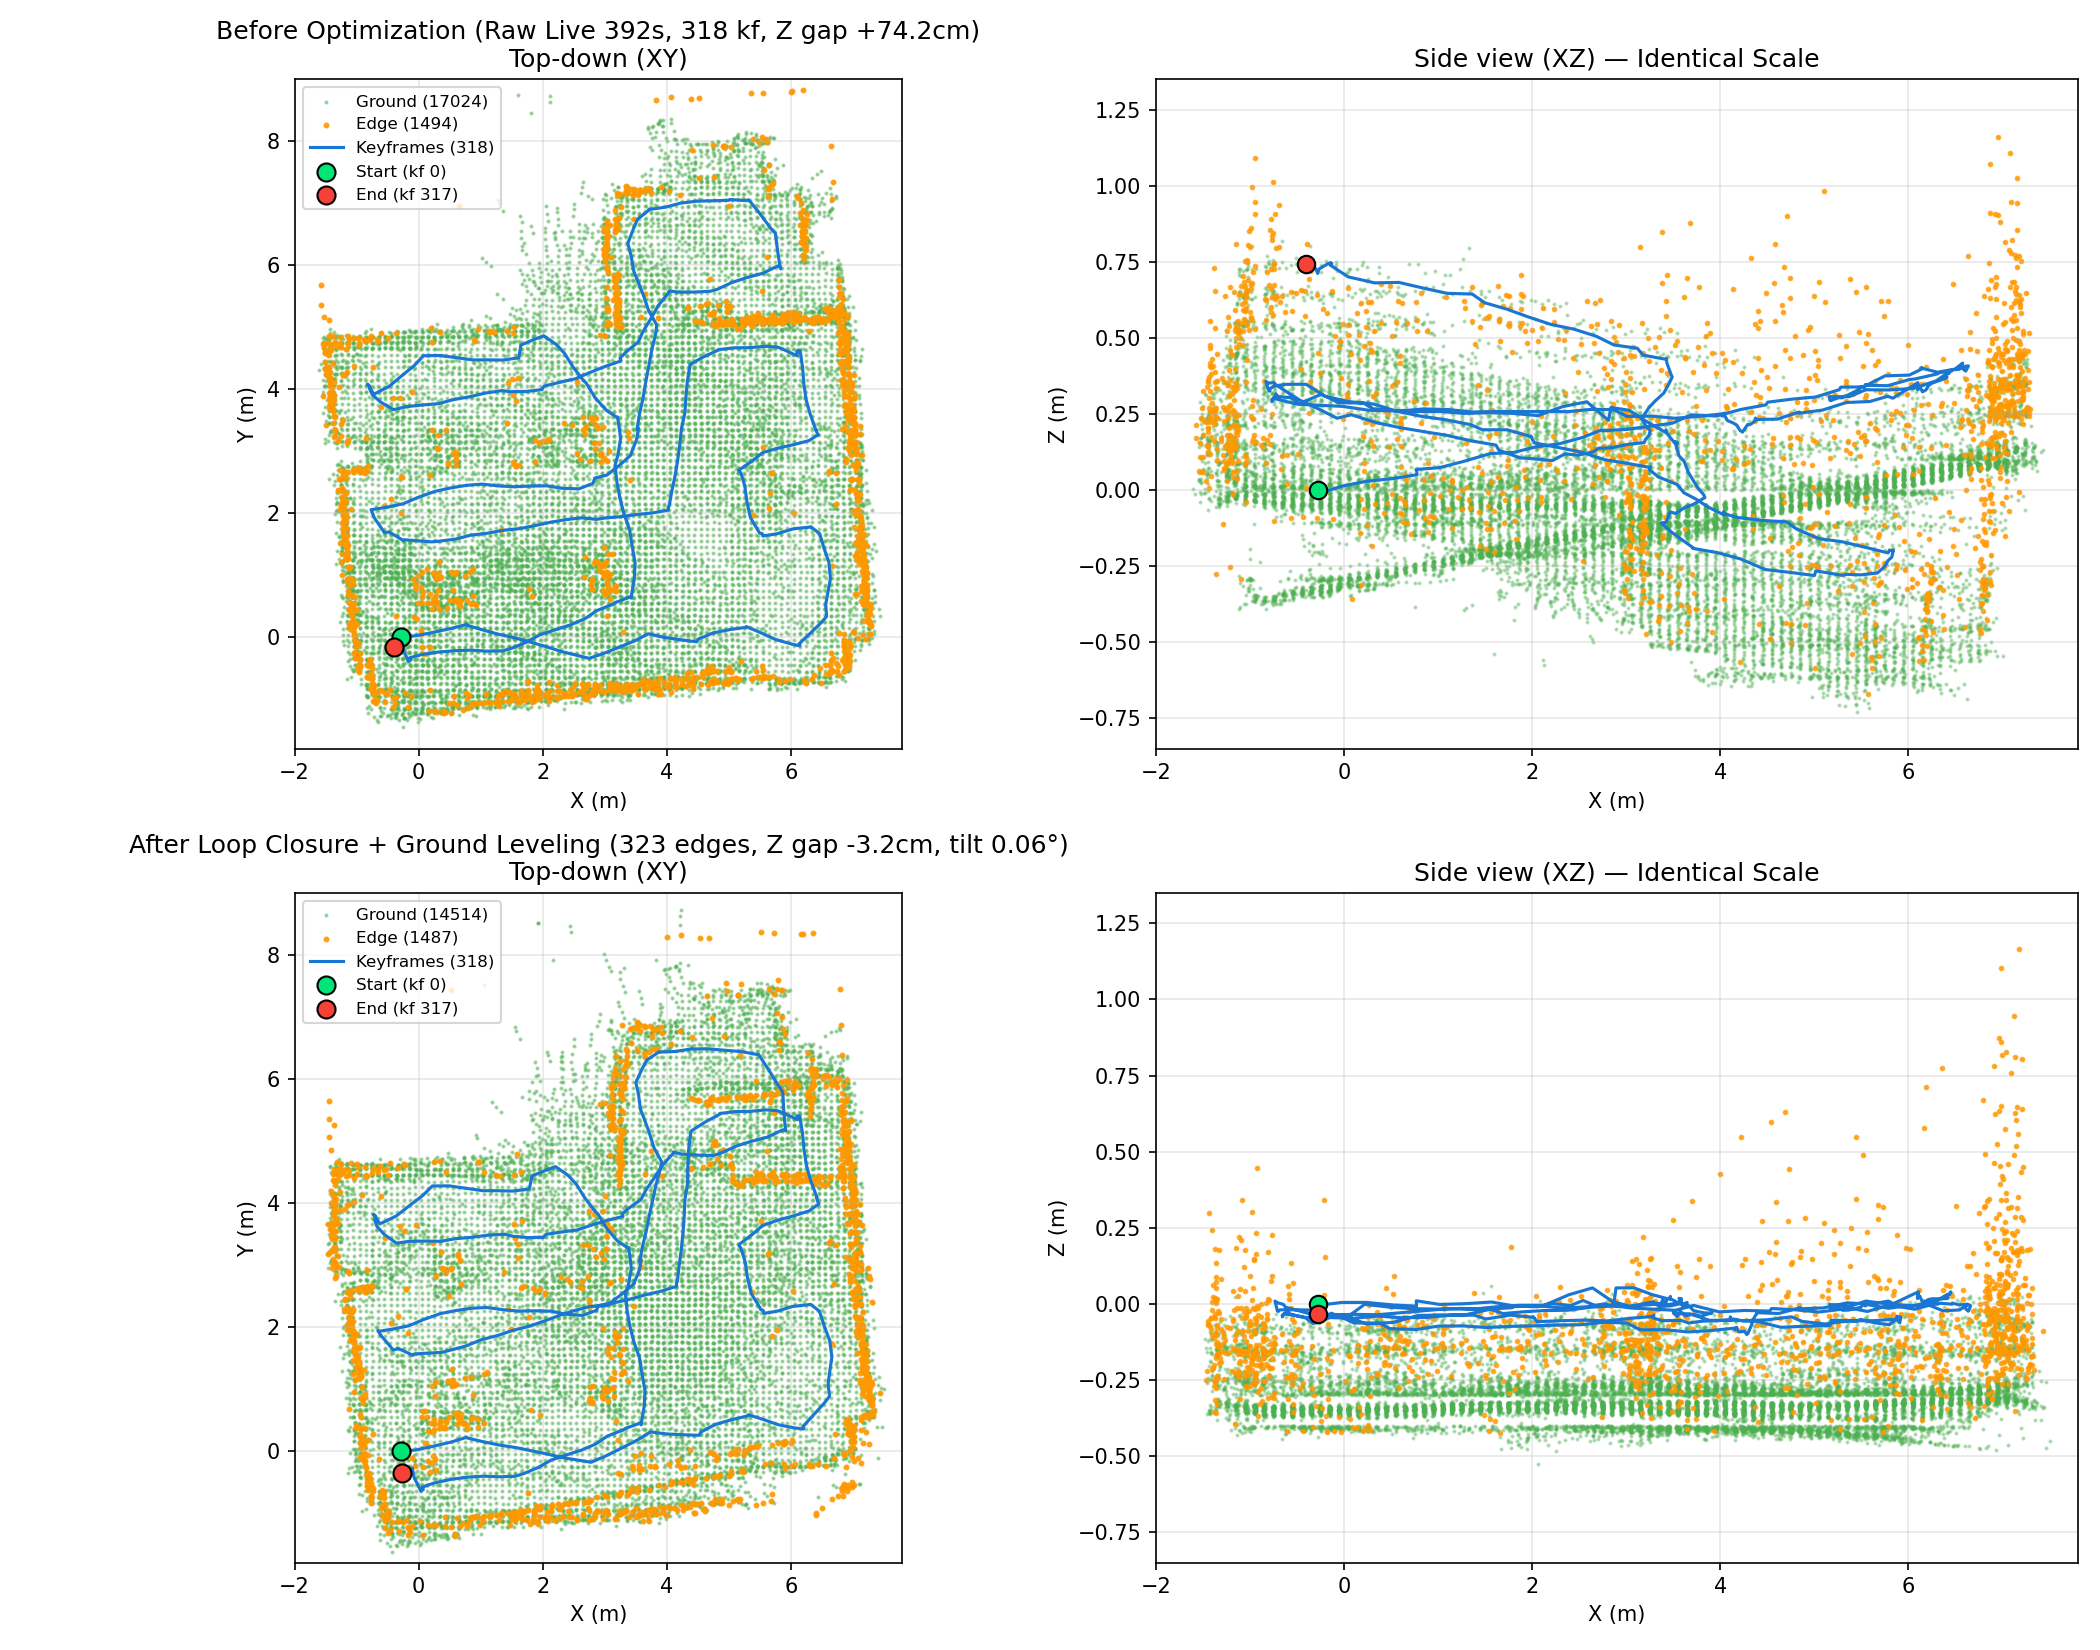 Before Optimization (Raw Live 392s, 318 kf, Z gap +74.2cm)
Top-down (XY)
Ground (17024)
Edge (1494)
Keyframes (318)
Start (kf 0)
End (kf 317)
8
6
4
2
0
Y (m)
−2
0
2
4
6
X (m)
Side view (XZ) — Identical Scale
1.25
1.00
0.75
0.50
0.25
0.00
−0.25
−0.50
−0.75
Z (m)
−2
0
2
4
6
X (m)
After Loop Closure + Ground Leveling (323 edges, Z gap -3.2cm, tilt 0.06°)
Top-down (XY)
Ground (14514)
Edge (1487)
Keyframes (318)
Start (kf 0)
End (kf 317)
8
6
4
2
0
Y (m)
−2
0
2
4
6
X (m)
Side view (XZ) — Identical Scale
1.25
1.00
0.75
0.50
0.25
0.00
−0.25
−0.50
−0.75
Z (m)
−2
0
2
4
6
X (m)